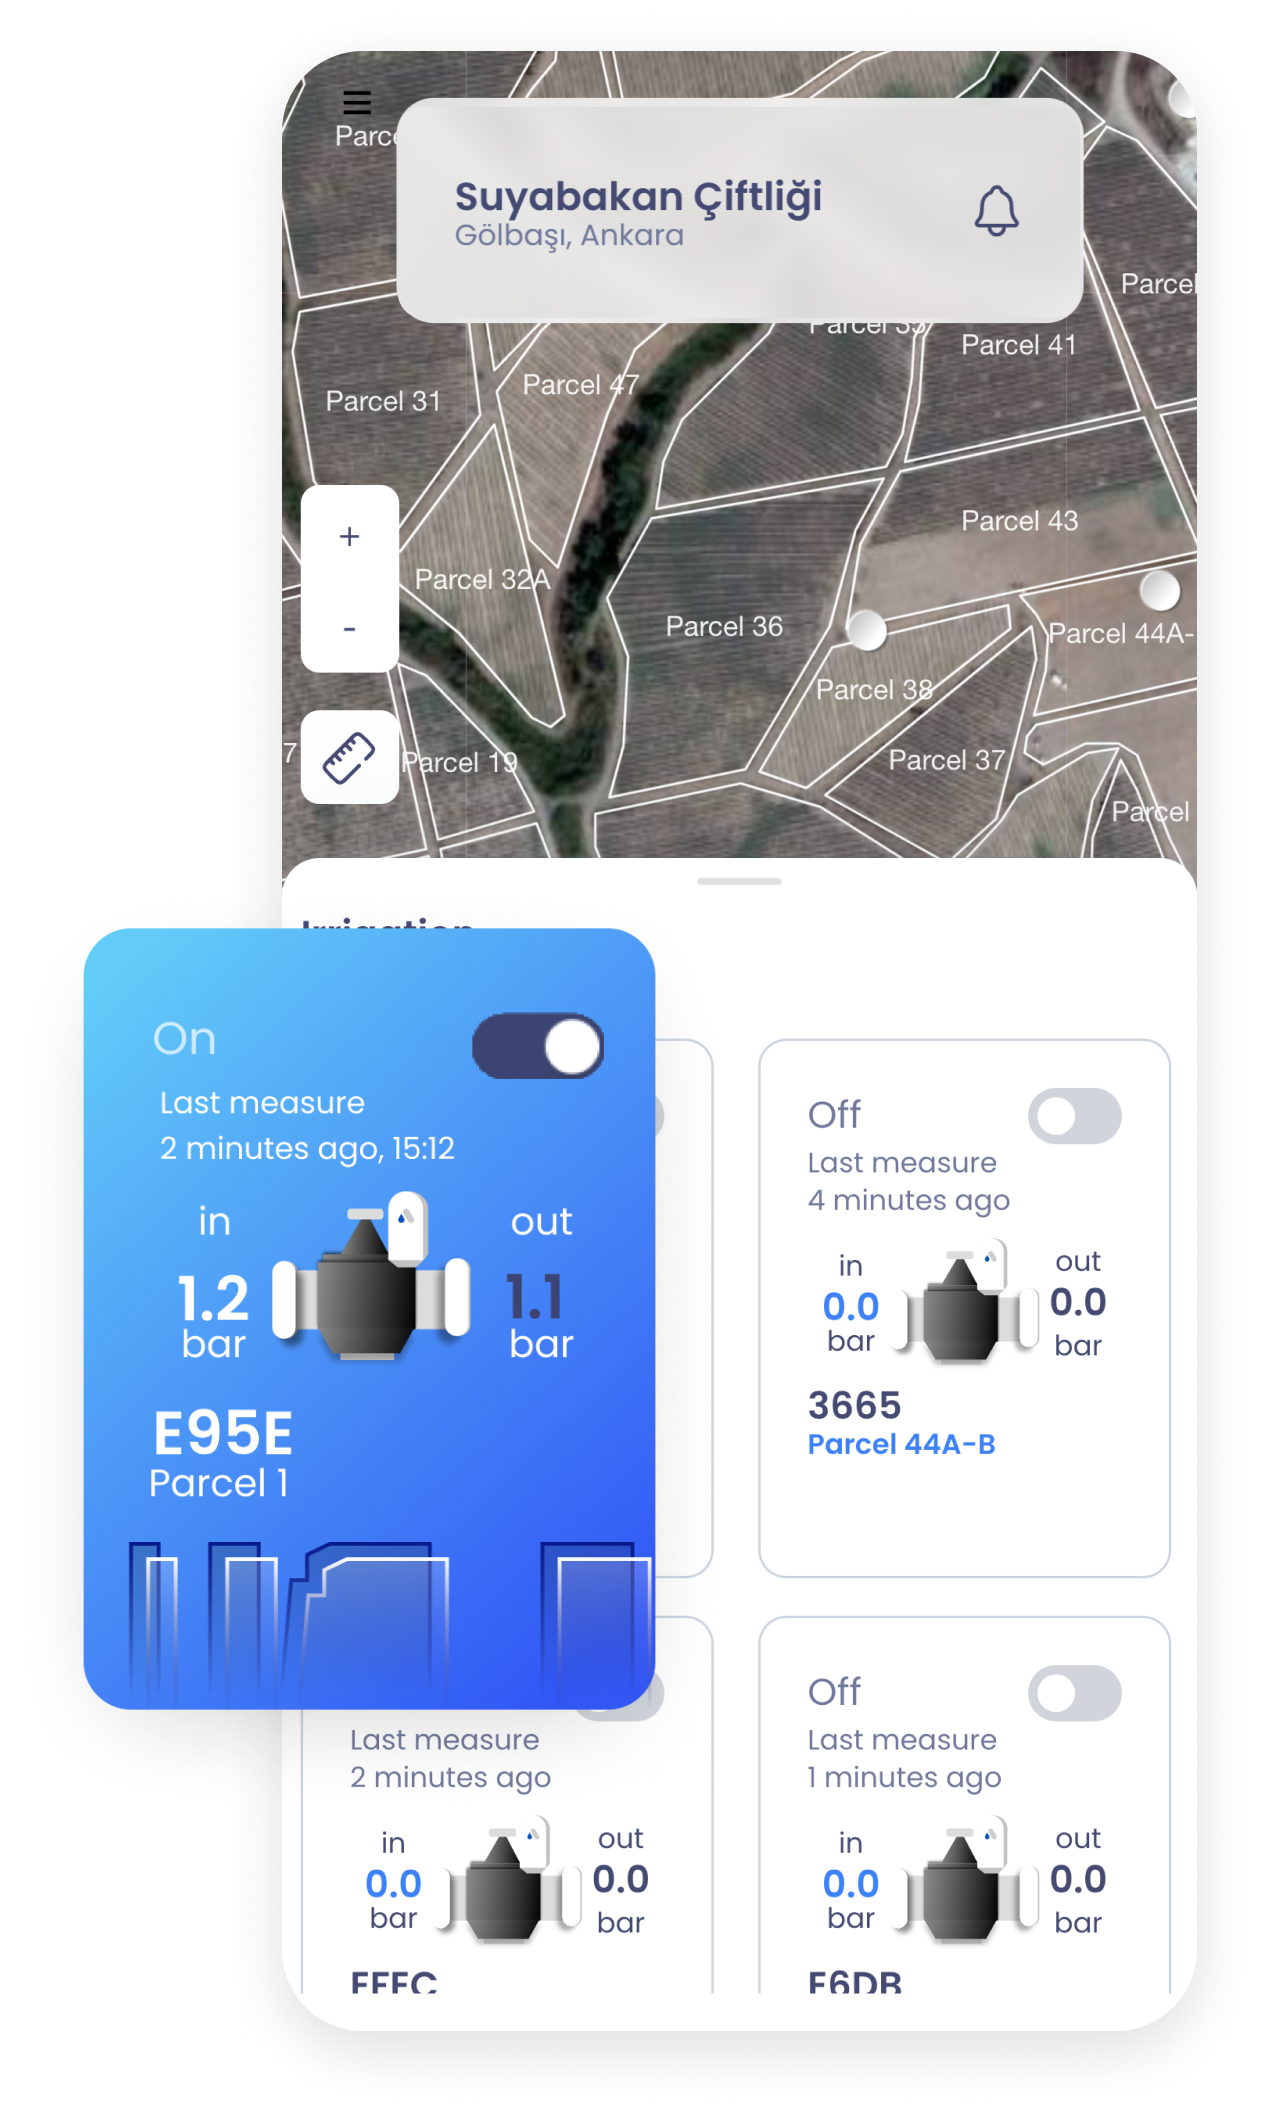 Parce
Suyabakan Çiftliği
Gölbaşı, Ankara
Parcel
Parcel 35
Parcel 41
Parcel 47
Parcel 31
Parcel 43
+
Parcel 32A
-
Parcel 36
Parcel 44A-
Parcel 38
7
Parcel 19
Parcel 37
Parcel
Irrigation
On
Last measure
2 minutes ago, 15:12
in
out
1.2
1.1
bar
bar
E95E
Parcel 1
Off
Last measure
4 minutes ago
in
out
0.0
0.0
bar
bar
3665
Parcel 44A-B
Last measure
2 minutes ago
in
out
0.0
0.0
bar
bar
Off
Last measure
1 minutes ago
in
out
0.0
0.0
bar
bar
E6DB